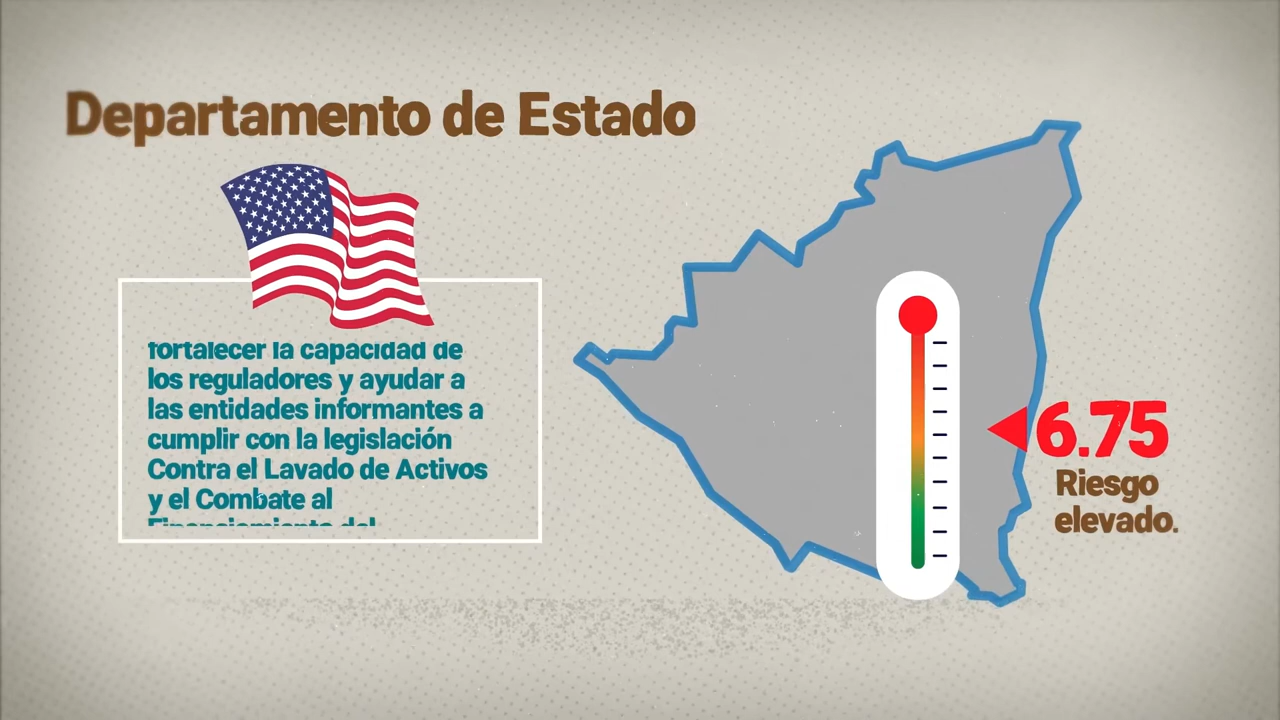 Departamento de Estado
fortalecer la capacidad de
los reguladores y ayudar a
las entidades informantes a
cumplir con la legislación
Contra el Lavado de Activos
y el Combate al
6.75
Riesgo
elevado.